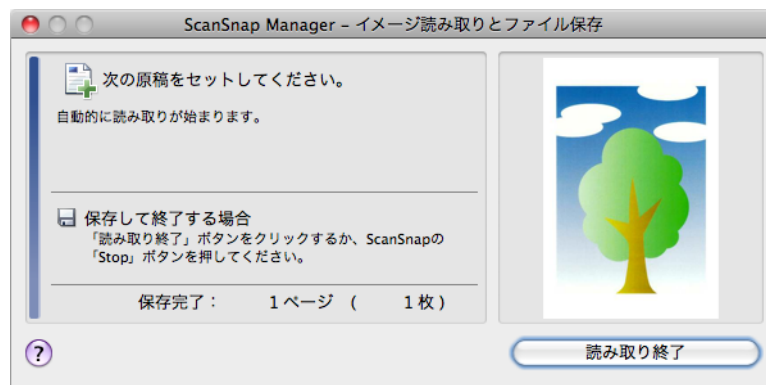 ScanSnap Manager – イメージ読み取りとファイル保存
次の原稿をセットしてください。
自動的に読み取りが始まります。
保存して終了する場合
「読み取り終了」ボタンをクリックするか、ScanSnapの
「Stop」ボタンを押してください。
保存完了： 1ページ ( 1枚)
?
読み取り終了